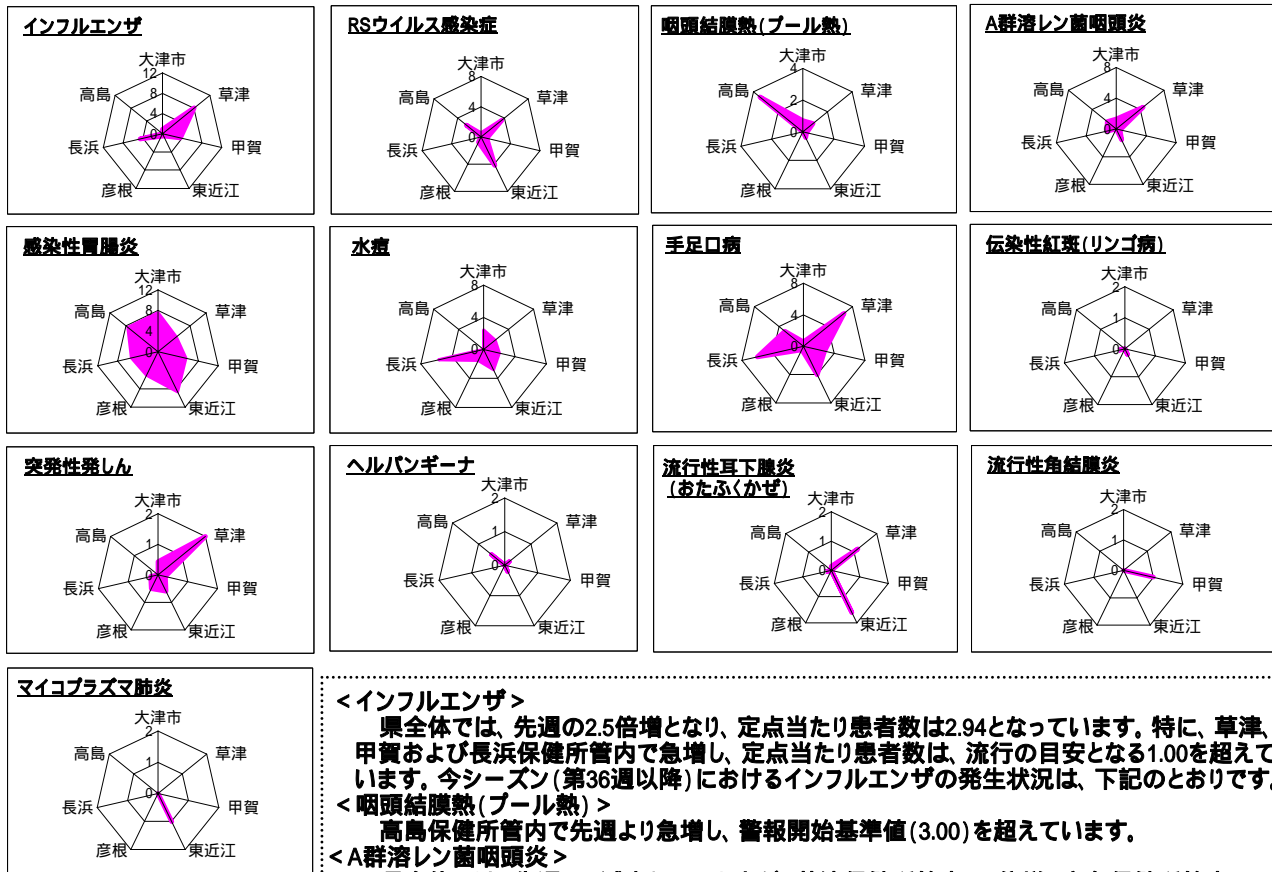 インフルエンザ
大津市
12
8
4
0
草津
甲賀
東近江
彦根
長浜
高島
RSウイルス感染症
大津市
8
4
0
草津
甲賀
東近江
彦根
長浜
高島
咽頭結膜熱(プール熱)
大津市
4
2
0
草津
甲賀
東近江
彦根
長浜
高島
A群溶レン菌咽頭炎
大津市
8
4
0
草津
甲賀
東近江
彦根
長浜
高島
感染性胃腸炎
大津市
12
8
4
0
草津
甲賀
東近江
彦根
長浜
高島
水痘
大津市
8
4
0
草津
甲賀
東近江
彦根
長浜
高島
手足口病
大津市
8
4
0
草津
甲賀
東近江
彦根
長浜
高島
伝染性紅斑(リンゴ病)
大津市
2
1
0
草津
甲賀
東近江
彦根
長浜
高島
突発性発しん
大津市
2
1
0
草津
甲賀
東近江
彦根
長浜
高島
ヘルパンギーナ
大津市
2
1
0
草津
甲賀
東近江
彦根
長浜
高島
流行性耳下腺炎
(おたふくかぜ)
大津市
2
1
0
草津
甲賀
東近江
彦根
長浜
高島
流行性角結膜炎
大津市
2
1
0
草津
甲賀
東近江
彦根
長浜
高島
マイコプラズマ肺炎
大津市
2
1
0
草津
甲賀
東近江
彦根
長浜
高島
<インフルエンザ>
県全体では、先週の2.5倍増となり、定点当たり患者数は2.94となっています。特に、草津、
甲賀および長浜保健所管内で急増し、定点当たり患者数は、流行の目安となる1.00を超えて
います。今シーズン(第36週以降)におけるインフルエンザの発生状況は、下記のとおりです。
<咽頭結膜熱(プール熱)>
高島保健所管内で先週より急増し、警報開始基準値(3.00)を超えています。
<A群溶レン菌咽頭炎>